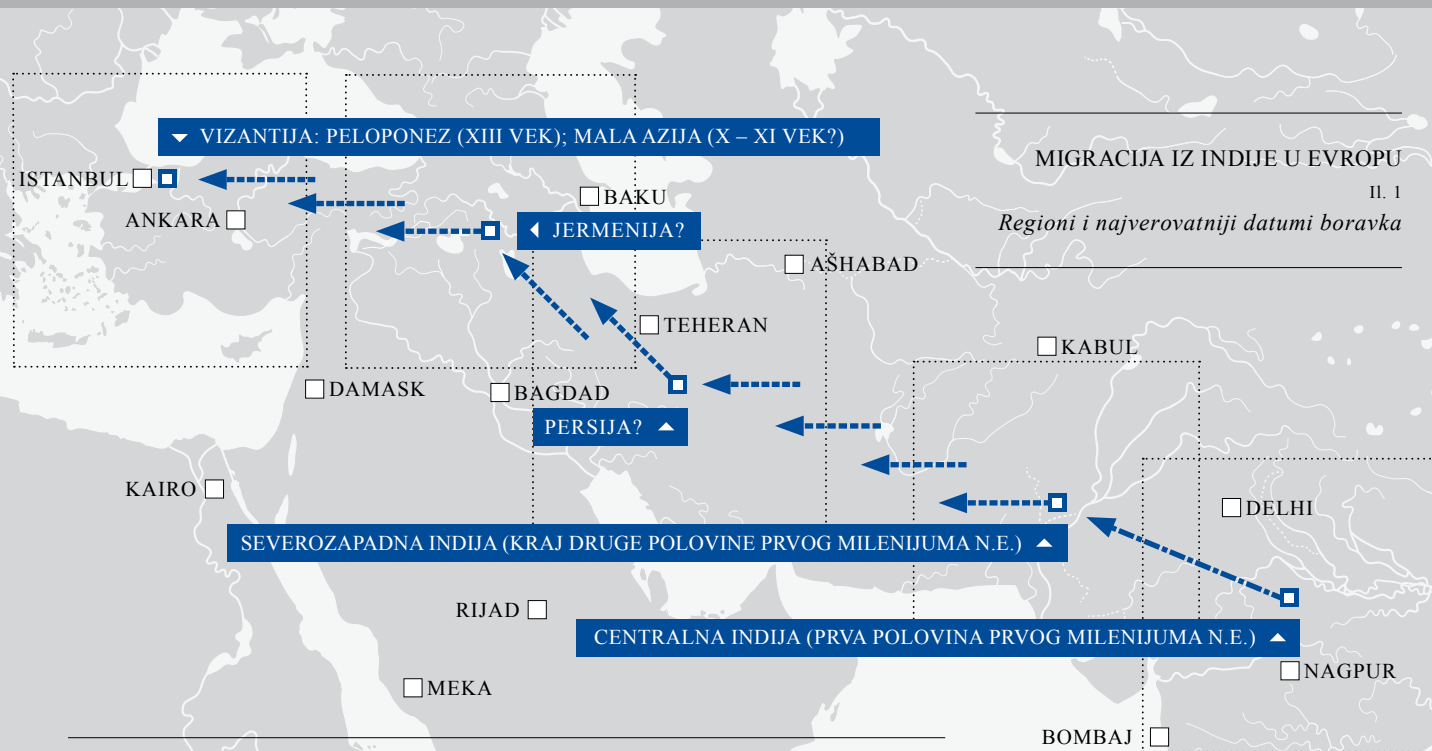 VIZANTIJA: PELOPONEZ (XIII VEK); MALA AZIJA (X – XI VEK?)
MIGRACIJA IZ INDIJE U EVROPU
Il. 1
Regioni i najverovatniji datumi boravka
ISTANBUL
ANKARA
BAKU
JERMENIJA?
AŠHABAD
TEHERAN
KABUL
DAMASK
BAGDAD
PERSIJA?
KAIRO
DELHI
SEVEROZAPADNA INDIJA (KRAJ DRUGE POLOVINE PRVOG MILENIJUMA N.E.)
RIJAD
CENTRALNA INDIJA (PRVA POLOVINA PRVOG MILENIJUMA N.E.)
NAGPUR
MEKA
BOMBAJ